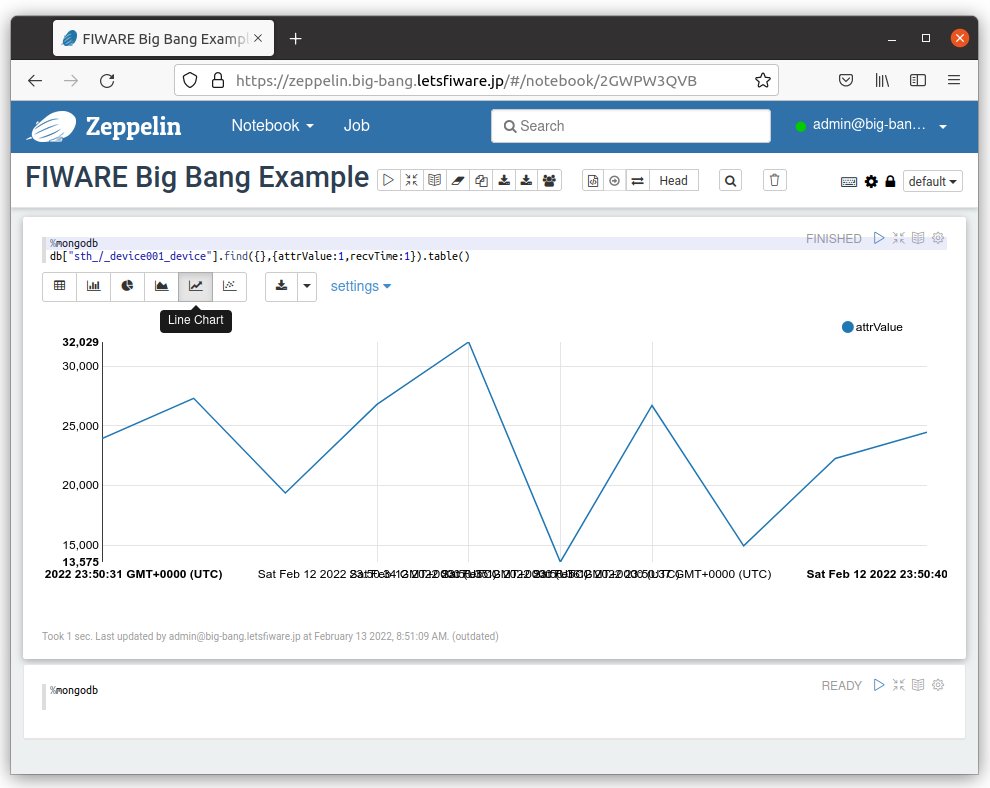 FIWARE Big Bang Exampl
https://zeppelin.big-bang.letsfiware.jp/#/notebook/2GWPW3QVB
Zeppelin Notebook Job Search admin@big-ban...
FIWARE Big Bang Example Head default
%mongodb FINISHED
db["sth_/_device001_device"].find({},{attrValue:1,recvTime:1}).table()
settings
Line Chart
attrValue
32,029
30,000
25,000
20,000
15,000
13,575
2022 23:50:31 GMT+0000 (UTC) Sat Feb 12 2022 GMT+0000 (UTC) Sat Feb 12 2022 23:50:40
Took 1 sec. Last updated by admin@big-bang.letsfiware.jp at February 13 2022, 8:51:09 AM. (outdated)
%mongodb READY